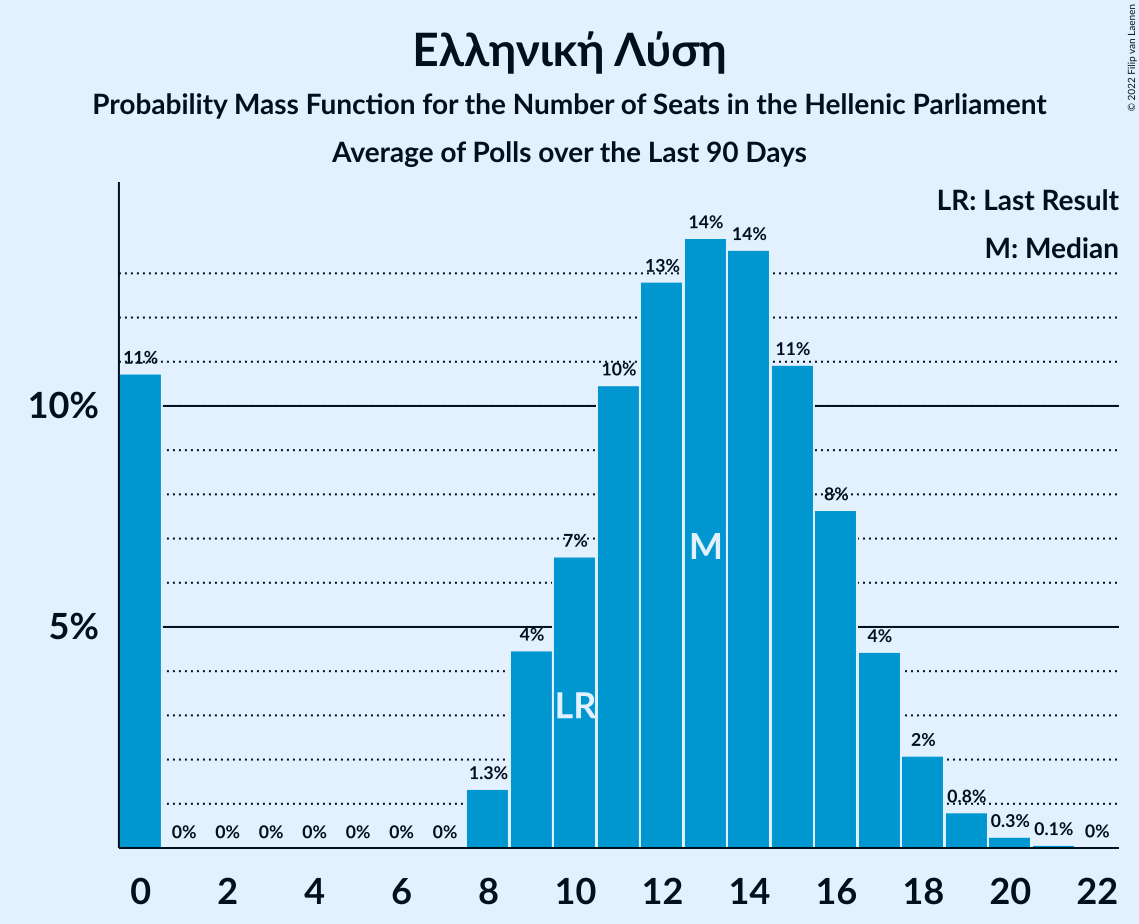 Ελληνική Λύση
Probability Mass Function for the Number of Seats in the Hellenic Parliament
Average of Polls over the Last 90 Days
© 2022 Filip van Laenen
LR: Last Result
M: Median
10%
5%
11%
0%
0%
0%
0%
0%
0%
0%
1.3%
4%
7%
10%
13%
14%
14%
11%
8%
4%
2%
0.8%
0.3%
0.1%
0%
LR
M
0 2 4 6 8 10 12 14 16 18 20 22